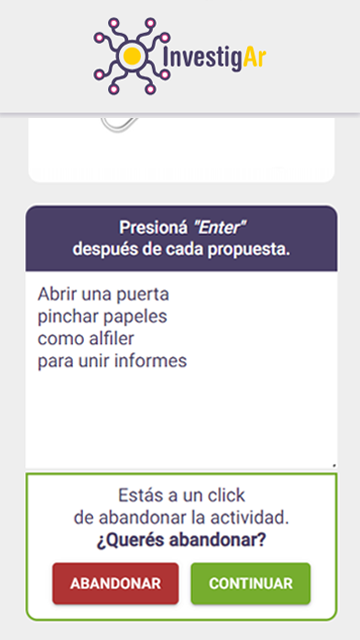 InvestigAr
Presioná "Enter"
después de cada propuesta.
Abrir una puerta
pinchar papeles
como alfiler
para unir informes
Estás a un click
de abandonar la actividad.
¿Querés abandonar?
ABANDONAR
CONTINUAR